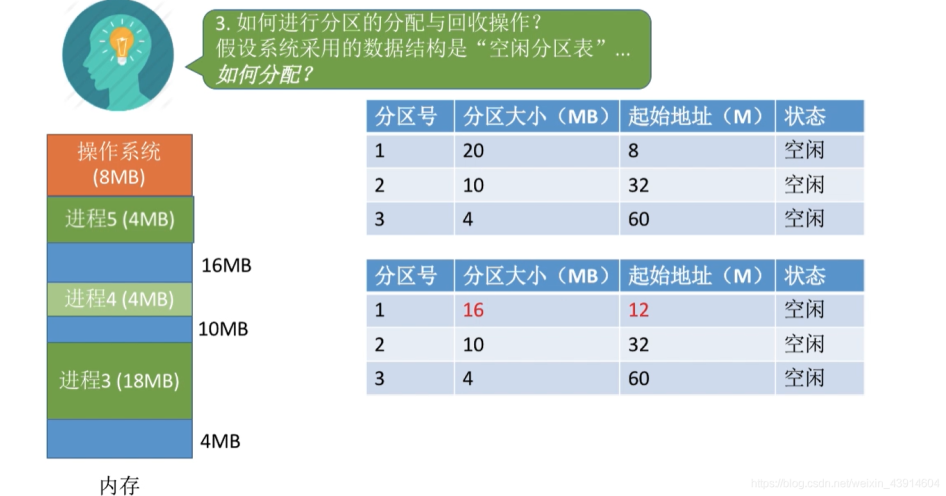 3. 如何进行分区的分配与回收操作？
假设系统采用的数据结构是“空闲分区表”...
如何分配？
操作系统
(8MB)
进程5 (4MB)
16MB
进程4 (4MB)
10MB
进程3 (18MB)
4MB
内存
分区号 分区大小（MB） 起始地址（M） 状态
1 20 8 空闲
2 10 32 空闲
3 4 60 空闲
分区号 分区大小（MB） 起始地址（M） 状态
1 16 12 空闲
2 10 32 空闲
3 4 60 空闲
https://blog.csdn.net/weixin_43914604